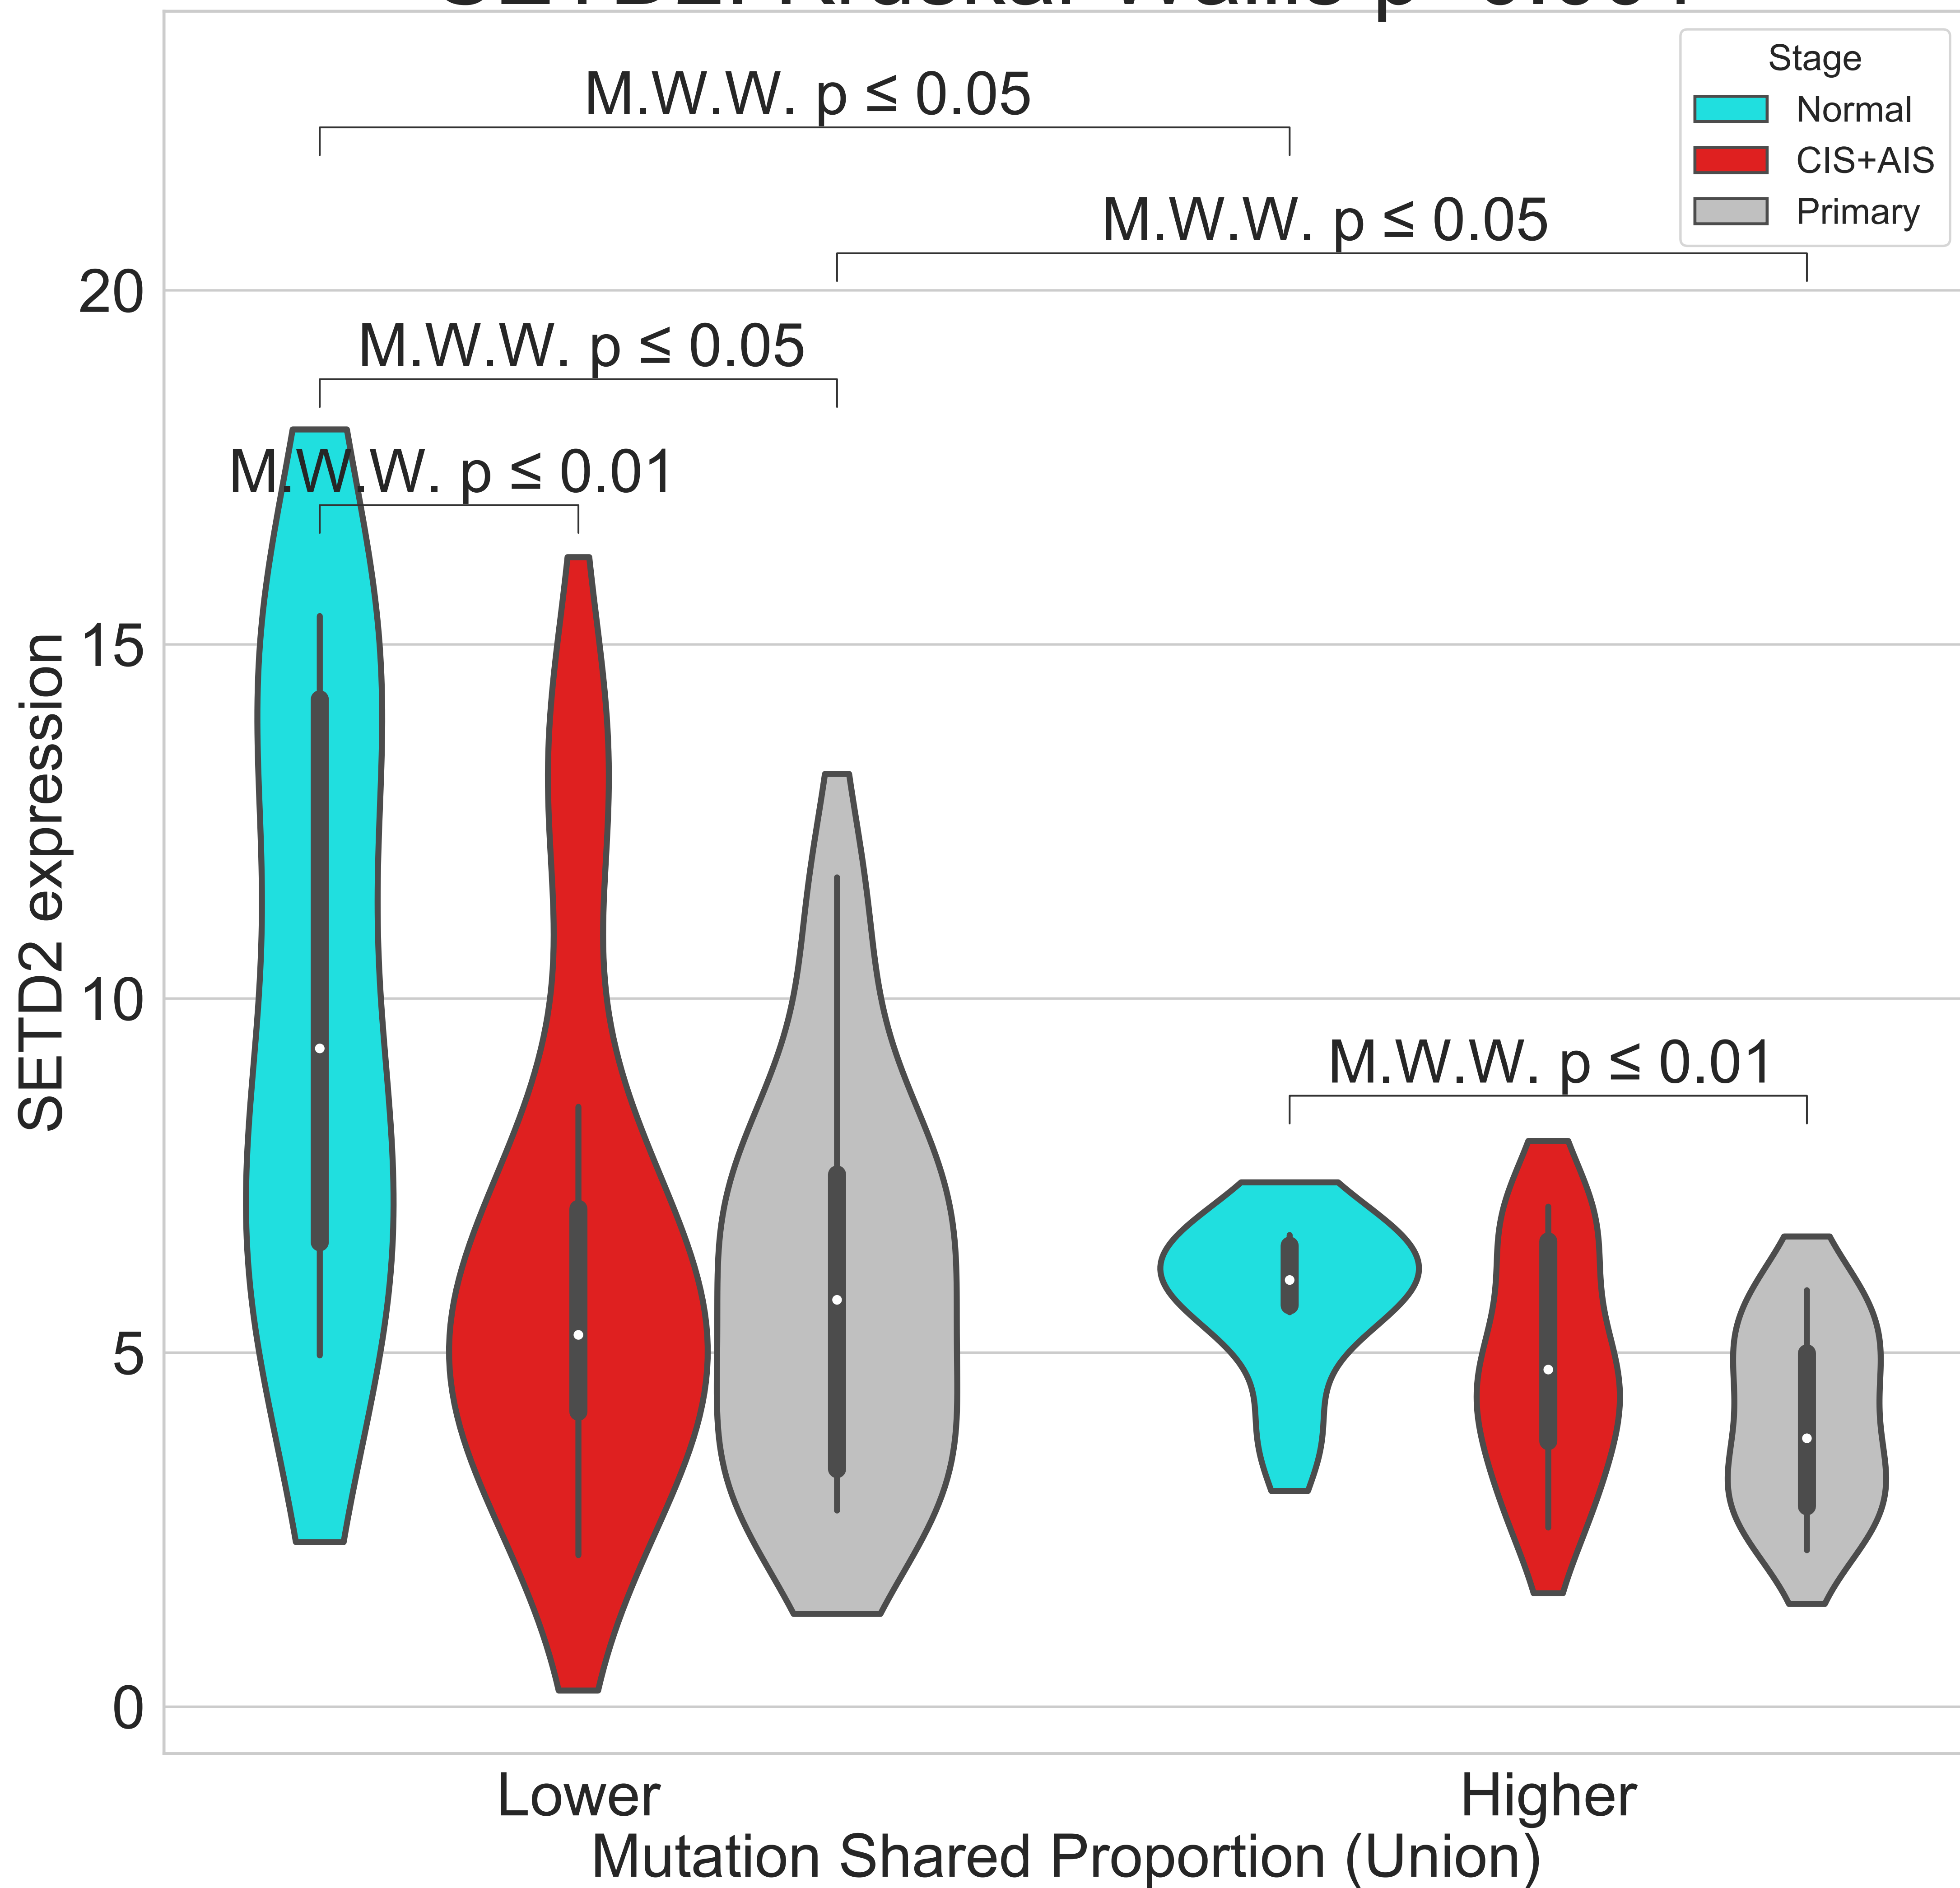 M.W.W. p ≤ 0.05
Stage
Normal
CIS+AIS
Primary
M.W.W. p ≤ 0.05
20
M.W.W. p ≤ 0.05
M.W.W. p ≤ 0.01
15
SETD2 expression
10
M.W.W. p ≤ 0.01
5
0
Lower
Higher
Mutation Shared Proportion (Union)